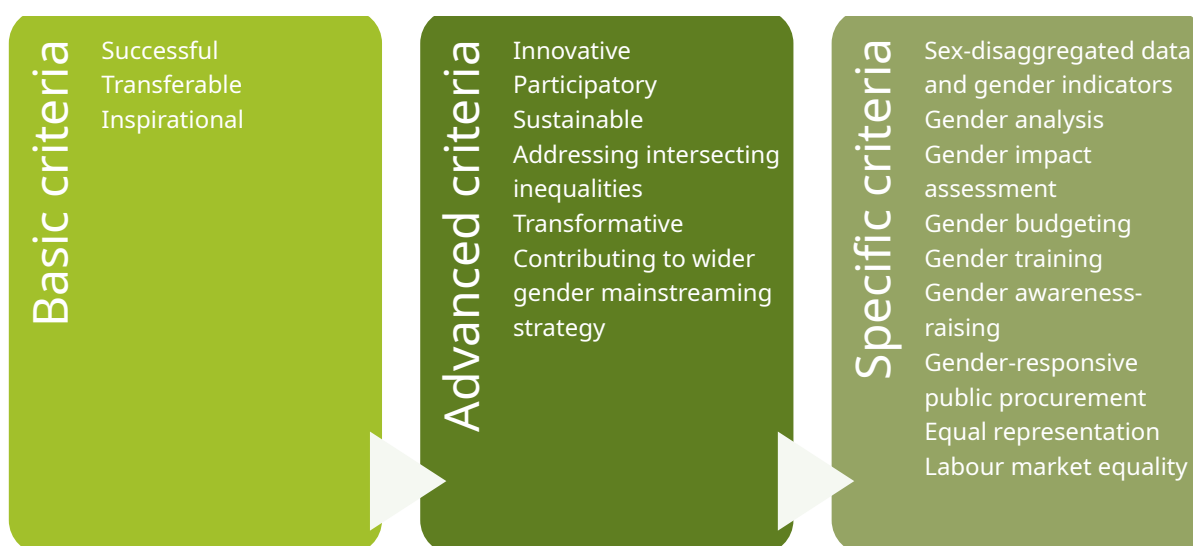 Basic criteria
Successful
Transferable
Inspirational
Advanced criteria
Innovative
Participatory
Sustainable
Addressing intersecting
inequalities
Transformative
Contributing to wider
gender mainstreaming
strategy
Specific criteria
Sex-disaggregated data
and gender indicators
Gender analysis
Gender impact
assessment
Gender budgeting
Gender training
Gender awareness-
raising
Gender-responsive
public procurement
Equal representation
Labour market equality